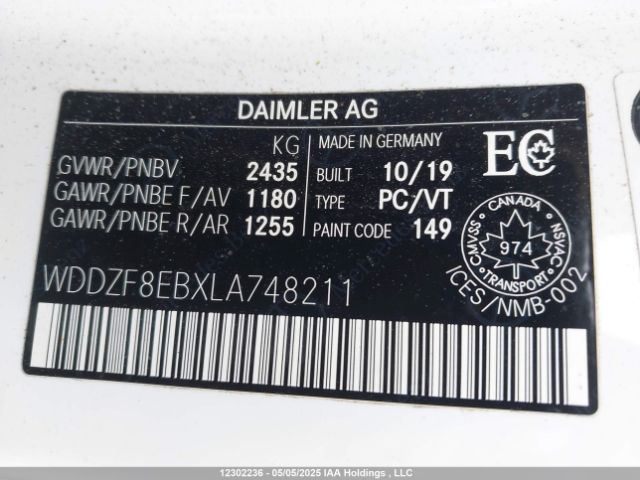 DAIMLER AG
KG
GVWR/PNBV 2435
GAWR/PNBE F/AV 1180
GAWR/PNBE R/AR 1255
MADE IN GERMANY
BUILT 10/19
TYPE PC/VT
PAINT CODE 149
EC
CANADA
CMVSS
NSVAC
974
TRANSPORT
ICES/NMB-002
WDDZF8EBXLA748211
12302236 - 05/05/2025 IAA Holdings , LLC